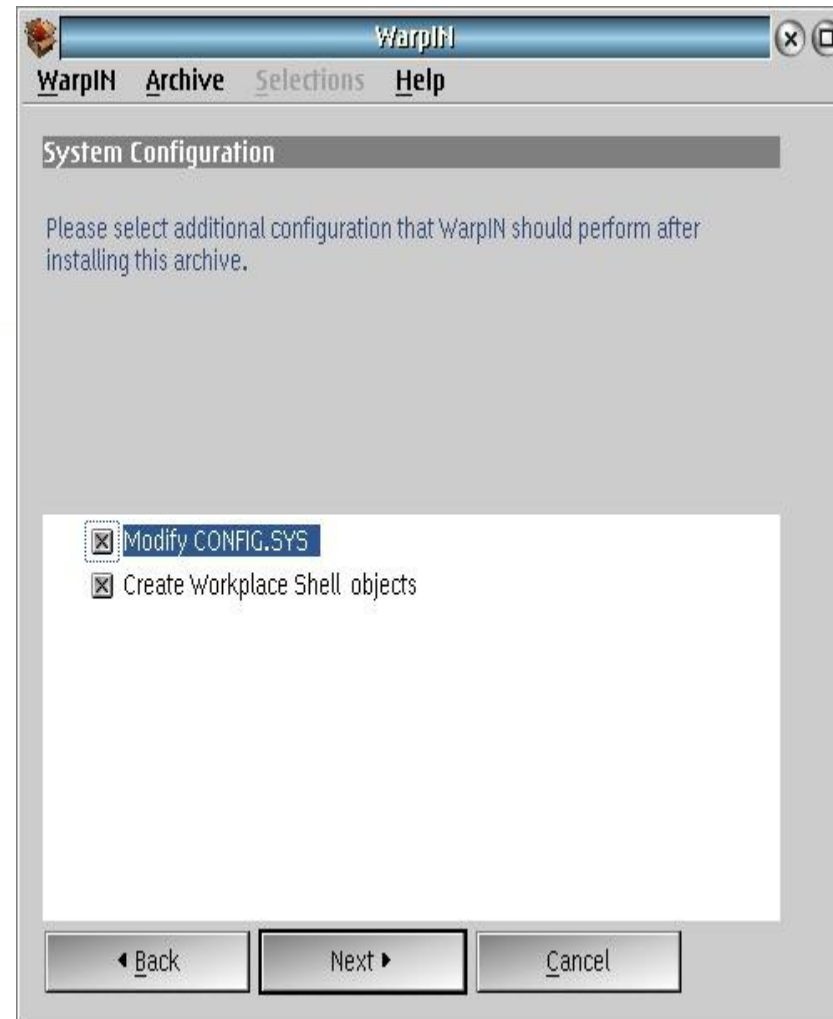 WarpIN
WarpIN Archive Selections Help
System Configuration
Please select additional configuration that WarpIN should perform after
installing this archive.
Modify CONFIG.SYS
Create Workplace Shell objects
Back Next Cancel